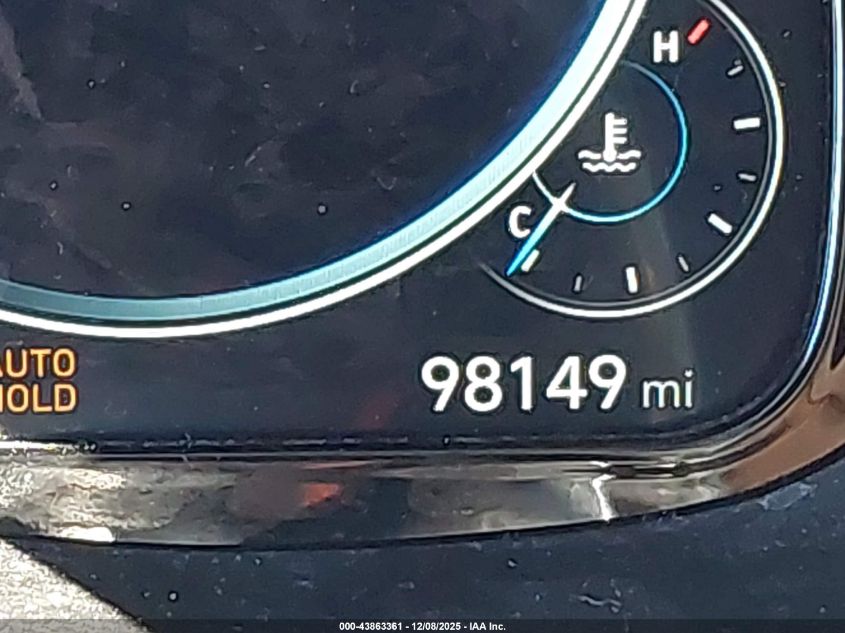 H
C
AUTO
HOLD
98149 mi
000-43863361 - 12/08/2025 - IAA Inc.